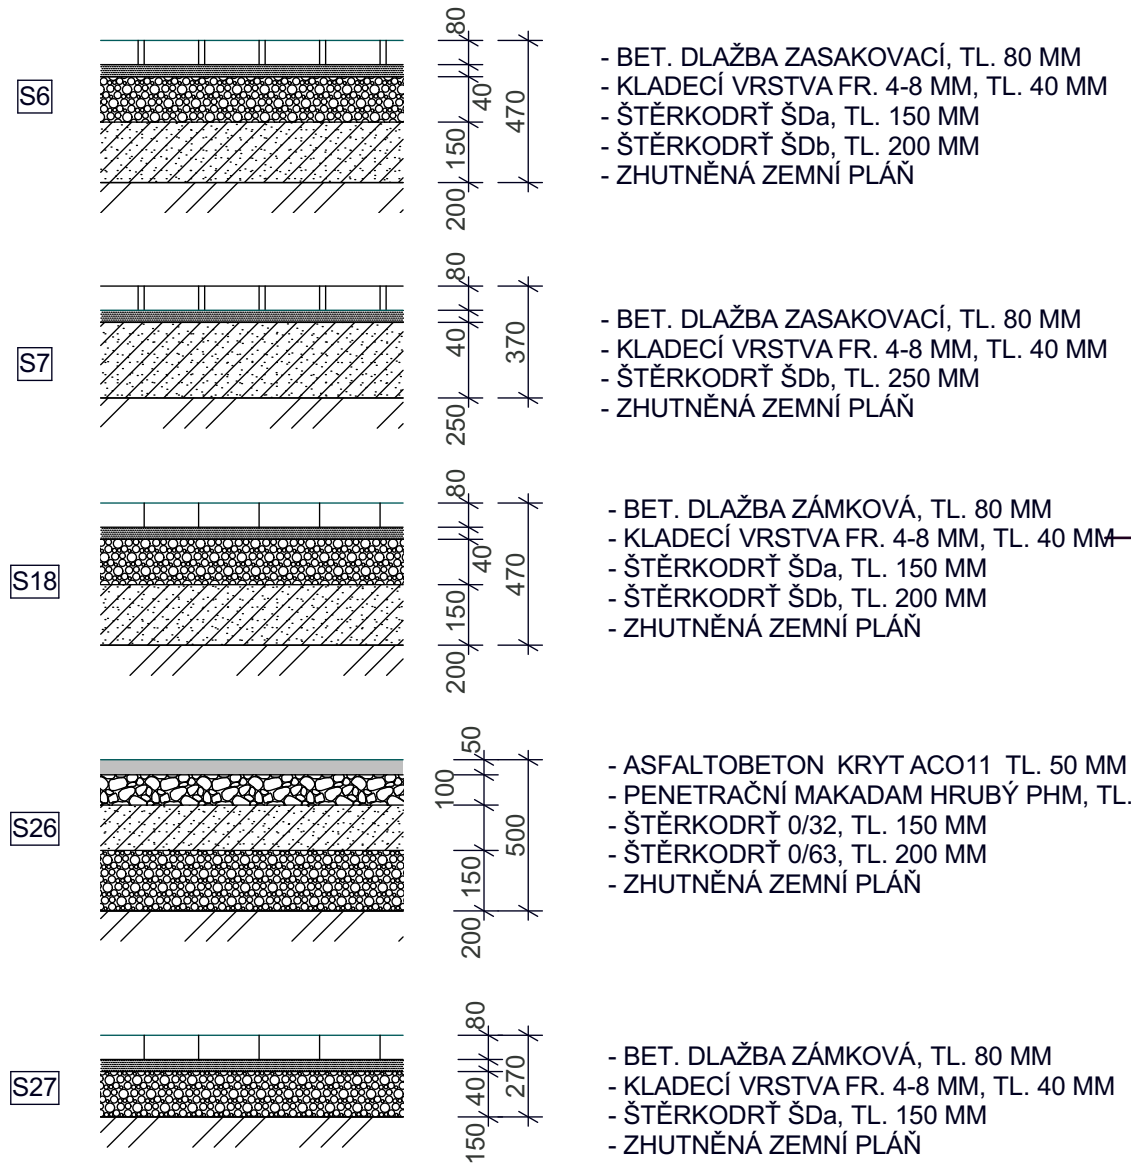 S6
80
40
150
200
470
- BET. DLAŽBA ZASAKOVACÍ, TL. 80 MM
- KLADECÍ VRSTVA FR. 4-8 MM, TL. 40 MM
- ŠTĚRKODRŤ ŠDa, TL. 150 MM
- ŠTĚRKODRŤ ŠDb, TL. 200 MM
- ZHUTNĚNÁ ZEMNÍ PLÁŇ
S7
80
40
250
370
- BET. DLAŽBA ZASAKOVACÍ, TL. 80 MM
- KLADECÍ VRSTVA FR. 4-8 MM, TL. 40 MM
- ŠTĚRKODRŤ ŠDb, TL. 250 MM
- ZHUTNĚNÁ ZEMNÍ PLÁŇ
S18
80
40
150
200
470
- BET. DLAŽBA ZÁMKOVÁ, TL. 80 MM
- KLADECÍ VRSTVA FR. 4-8 MM, TL. 40 MM
- ŠTĚRKODRŤ ŠDa, TL. 150 MM
- ŠTĚRKODRŤ ŠDb, TL. 200 MM
- ZHUTNĚNÁ ZEMNÍ PLÁŇ
S26
50
100
150
200
500
- ASFALTOBETON KRYT ACO11 TL. 50 MM
- PENETRAČNÍ MAKADAM HRUBÝ PHM, TL.
- ŠTĚRKODRŤ 0/32, TL. 150 MM
- ŠTĚRKODRŤ 0/63, TL. 200 MM
- ZHUTNĚNÁ ZEMNÍ PLÁŇ
S27
80
40
150
270
- BET. DLAŽBA ZÁMKOVÁ, TL. 80 MM
- KLADECÍ VRSTVA FR. 4-8 MM, TL. 40 MM
- ŠTĚRKODRŤ ŠDa, TL. 150 MM
- ZHUTNĚNÁ ZEMNÍ PLÁŇ